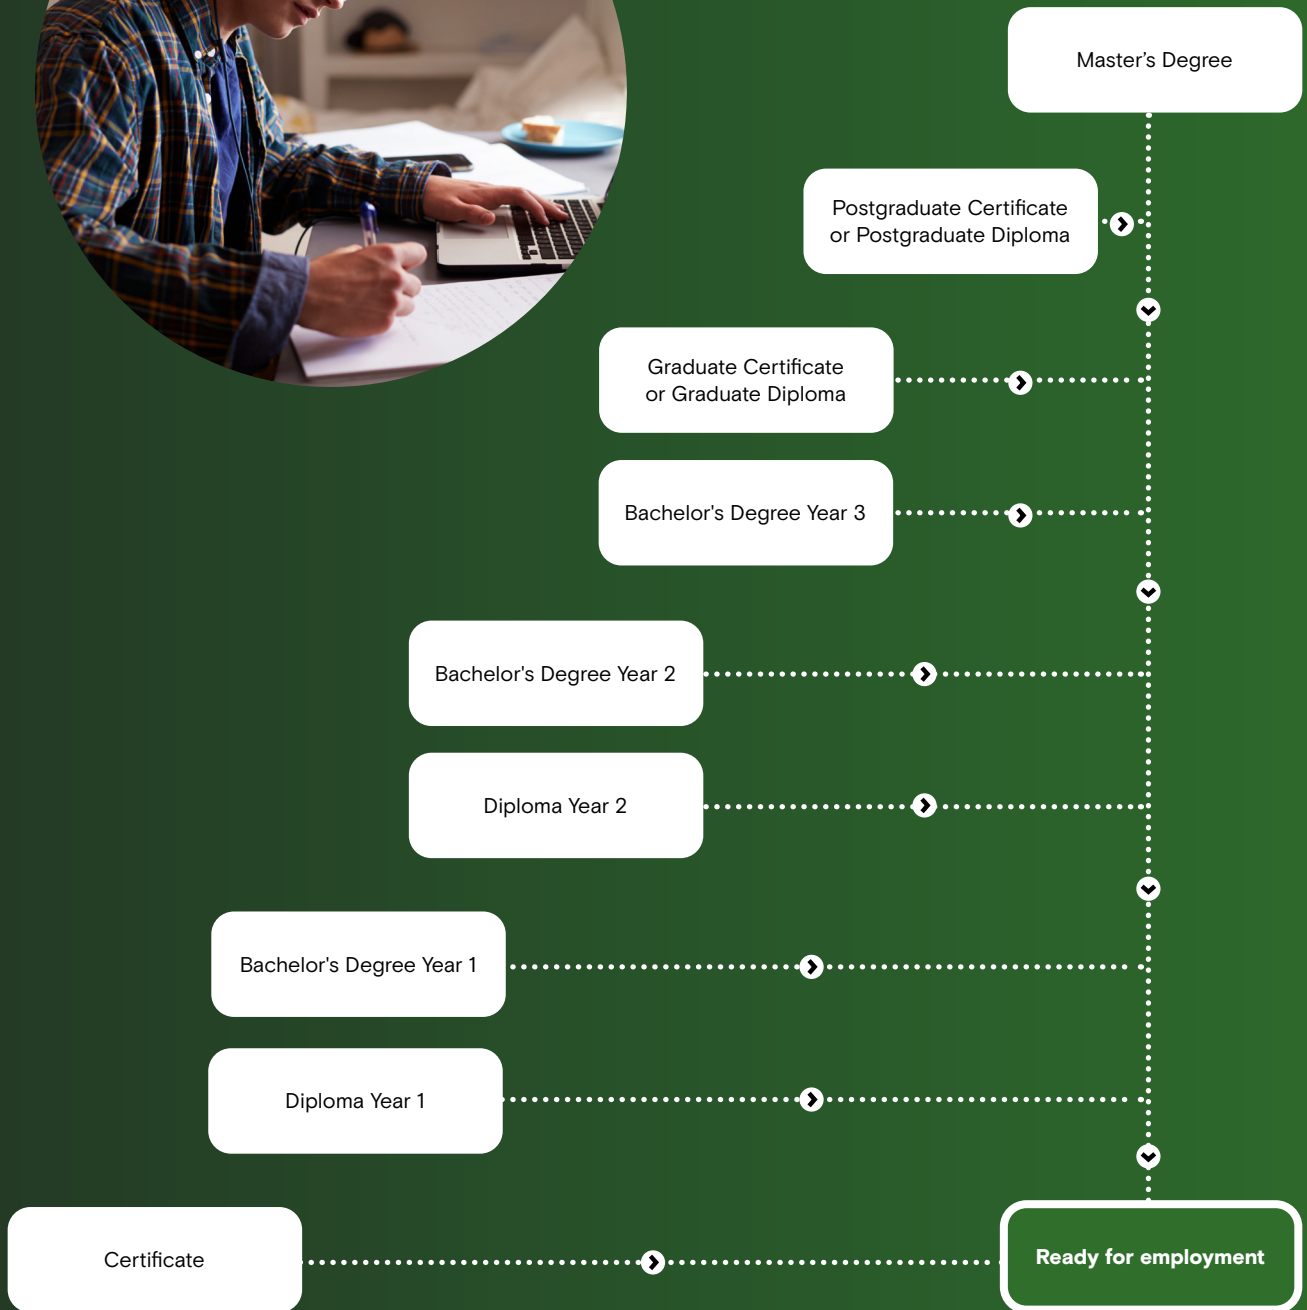 Master’s Degree
Postgraduate Certificate
or Postgraduate Diploma
Graduate Certificate
or Graduate Diploma
Bachelor's Degree Year 3
Bachelor's Degree Year 2
Diploma Year 2
Bachelor's Degree Year 1
Diploma Year 1
Certificate
Ready for employment